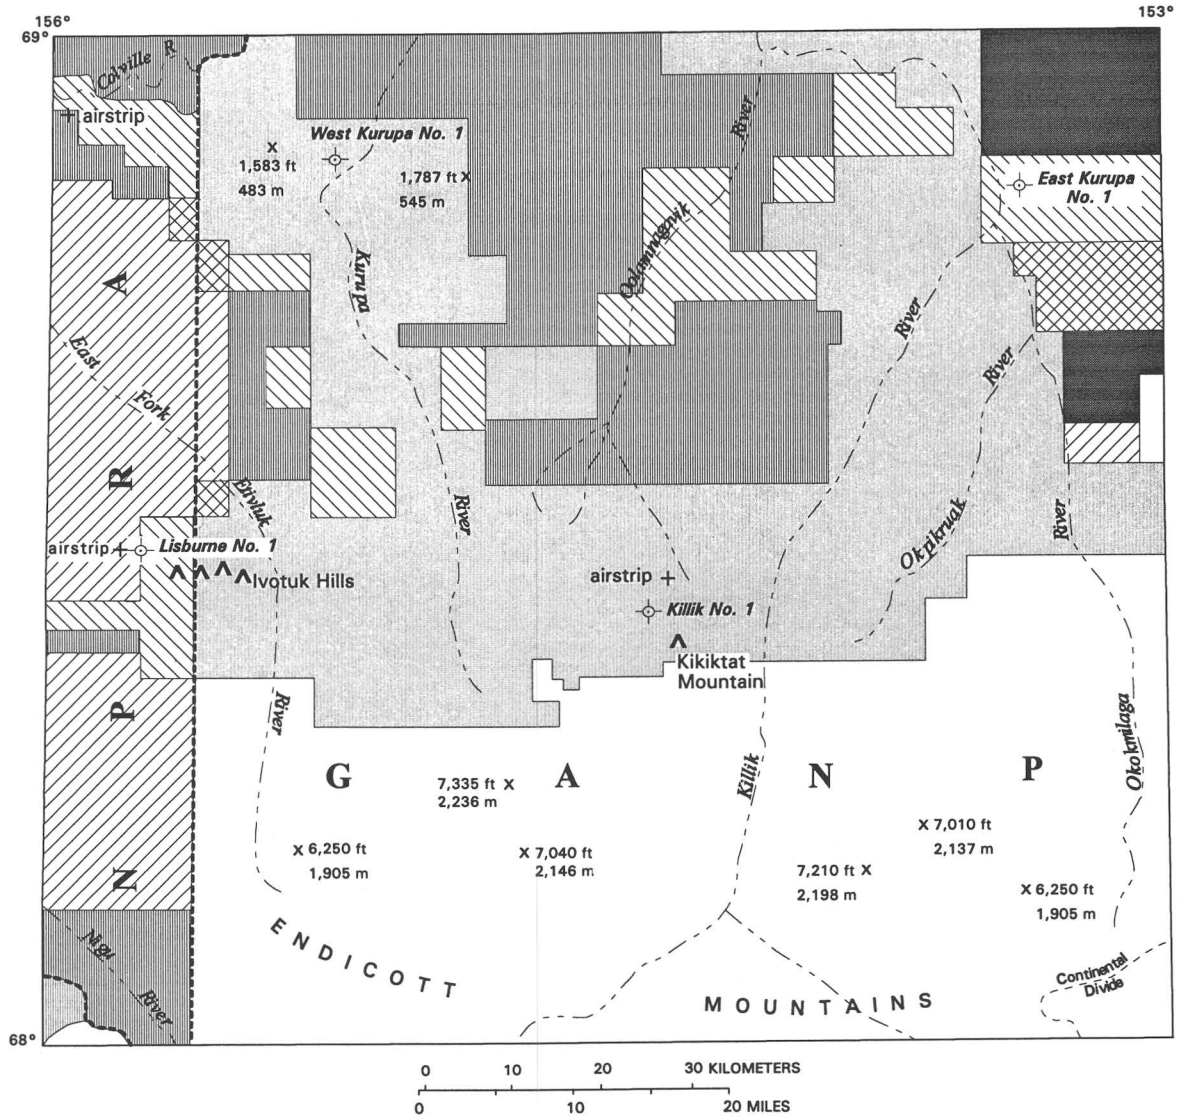 156°
153°
69°
Colville R
airstrip
West Kurupa No. 1
1,583 ft
483 m
1,787 ft
545 m
River
East Kurupa
No. 1
Oolamnagavik
Kurupa
River
A
East
Fork
River
R
Etivluk
River
Okpikruak
River
airstrip
Lisburne No. 1
Ivotuk Hills
airstrip
Killik No. 1
Kikiktat
Mountain
P
River
G
A
N
P
Killik
Okokmilaga
7,335 ft
2,236 m
6,250 ft
1,905 m
7,040 ft
2,146 m
7,010 ft
2,137 m
7,210 ft
2,198 m
6,250 ft
1,905 m
N
ENDICOTT
MOUNTAINS
Nigu
River
Continental
Divide
68°
0 10 20 30 KILOMETERS
0 10 20 MILES